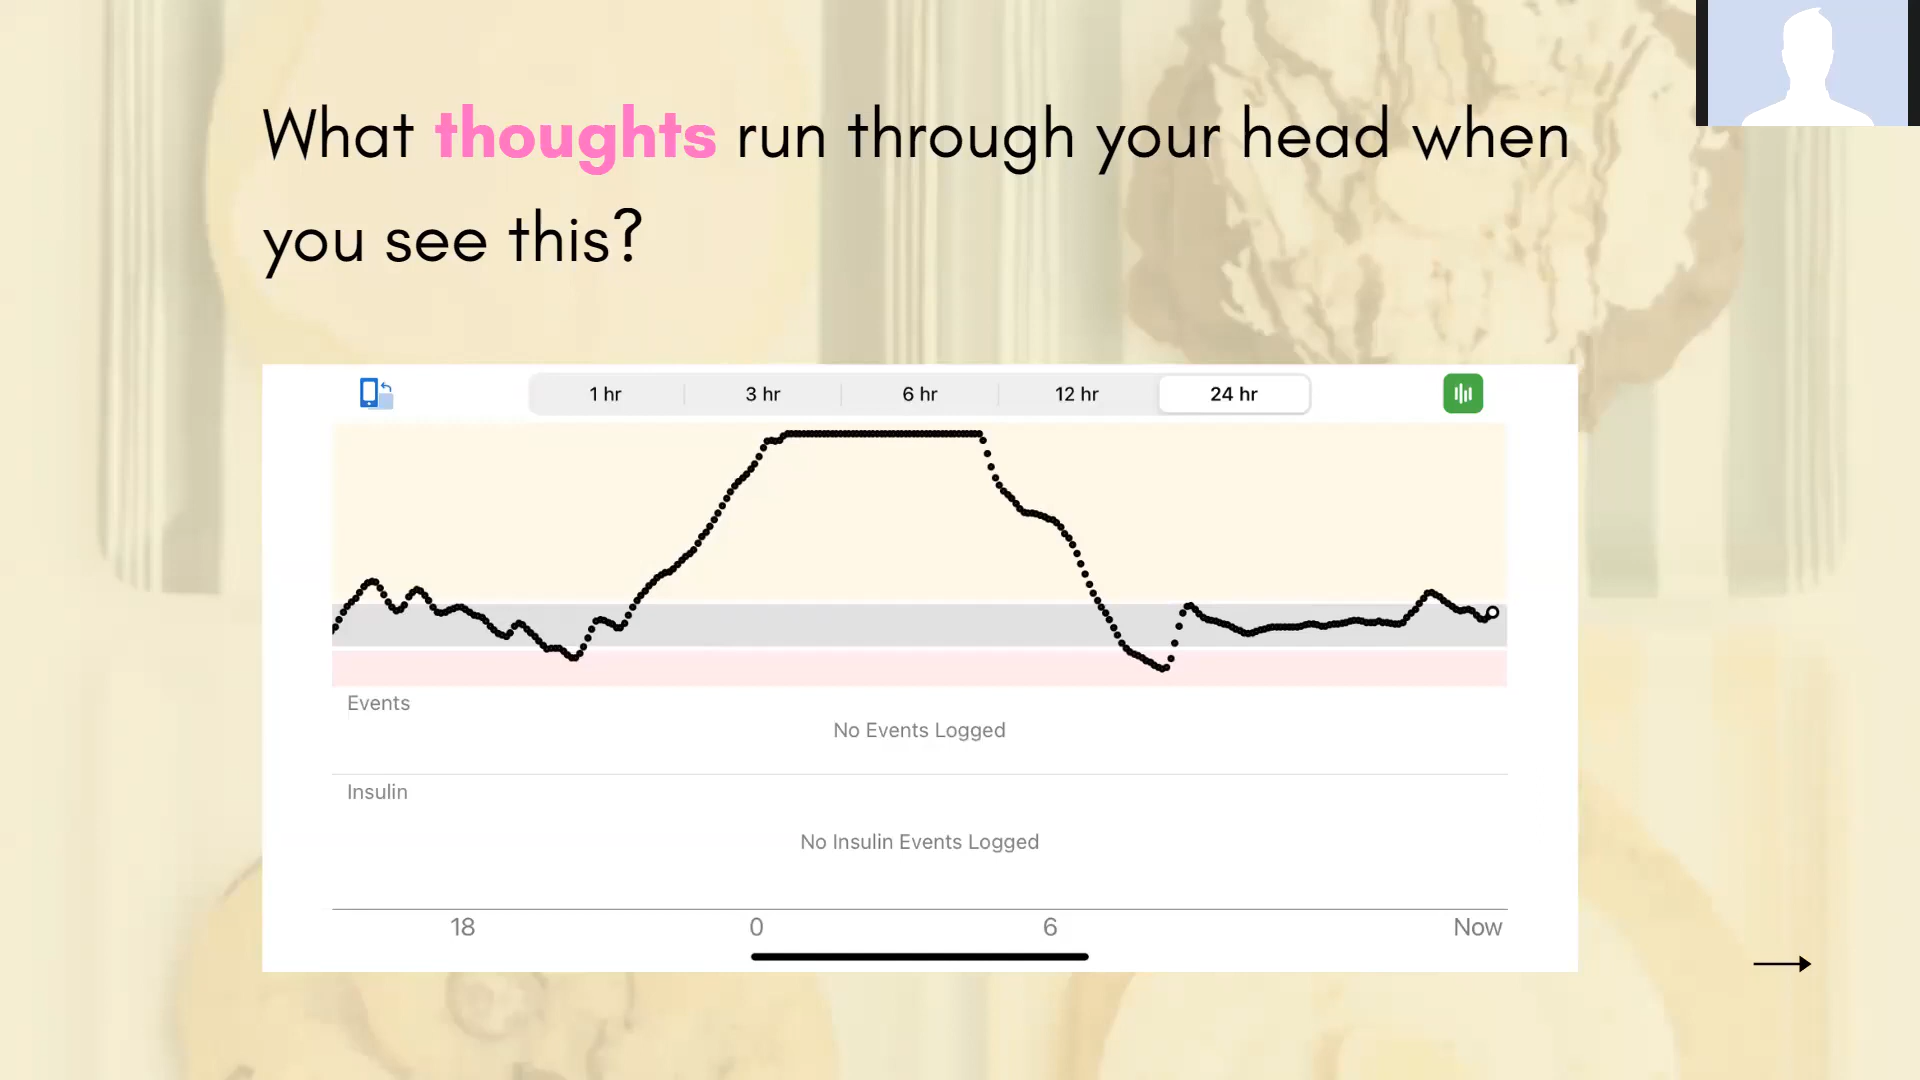 What thoughts run through your head when
you see this?
1 hr 3 hr 6 hr 12 hr 24 hr
Events
No Events Logged
Insulin
No Insulin Events Logged
18 0 6 Now